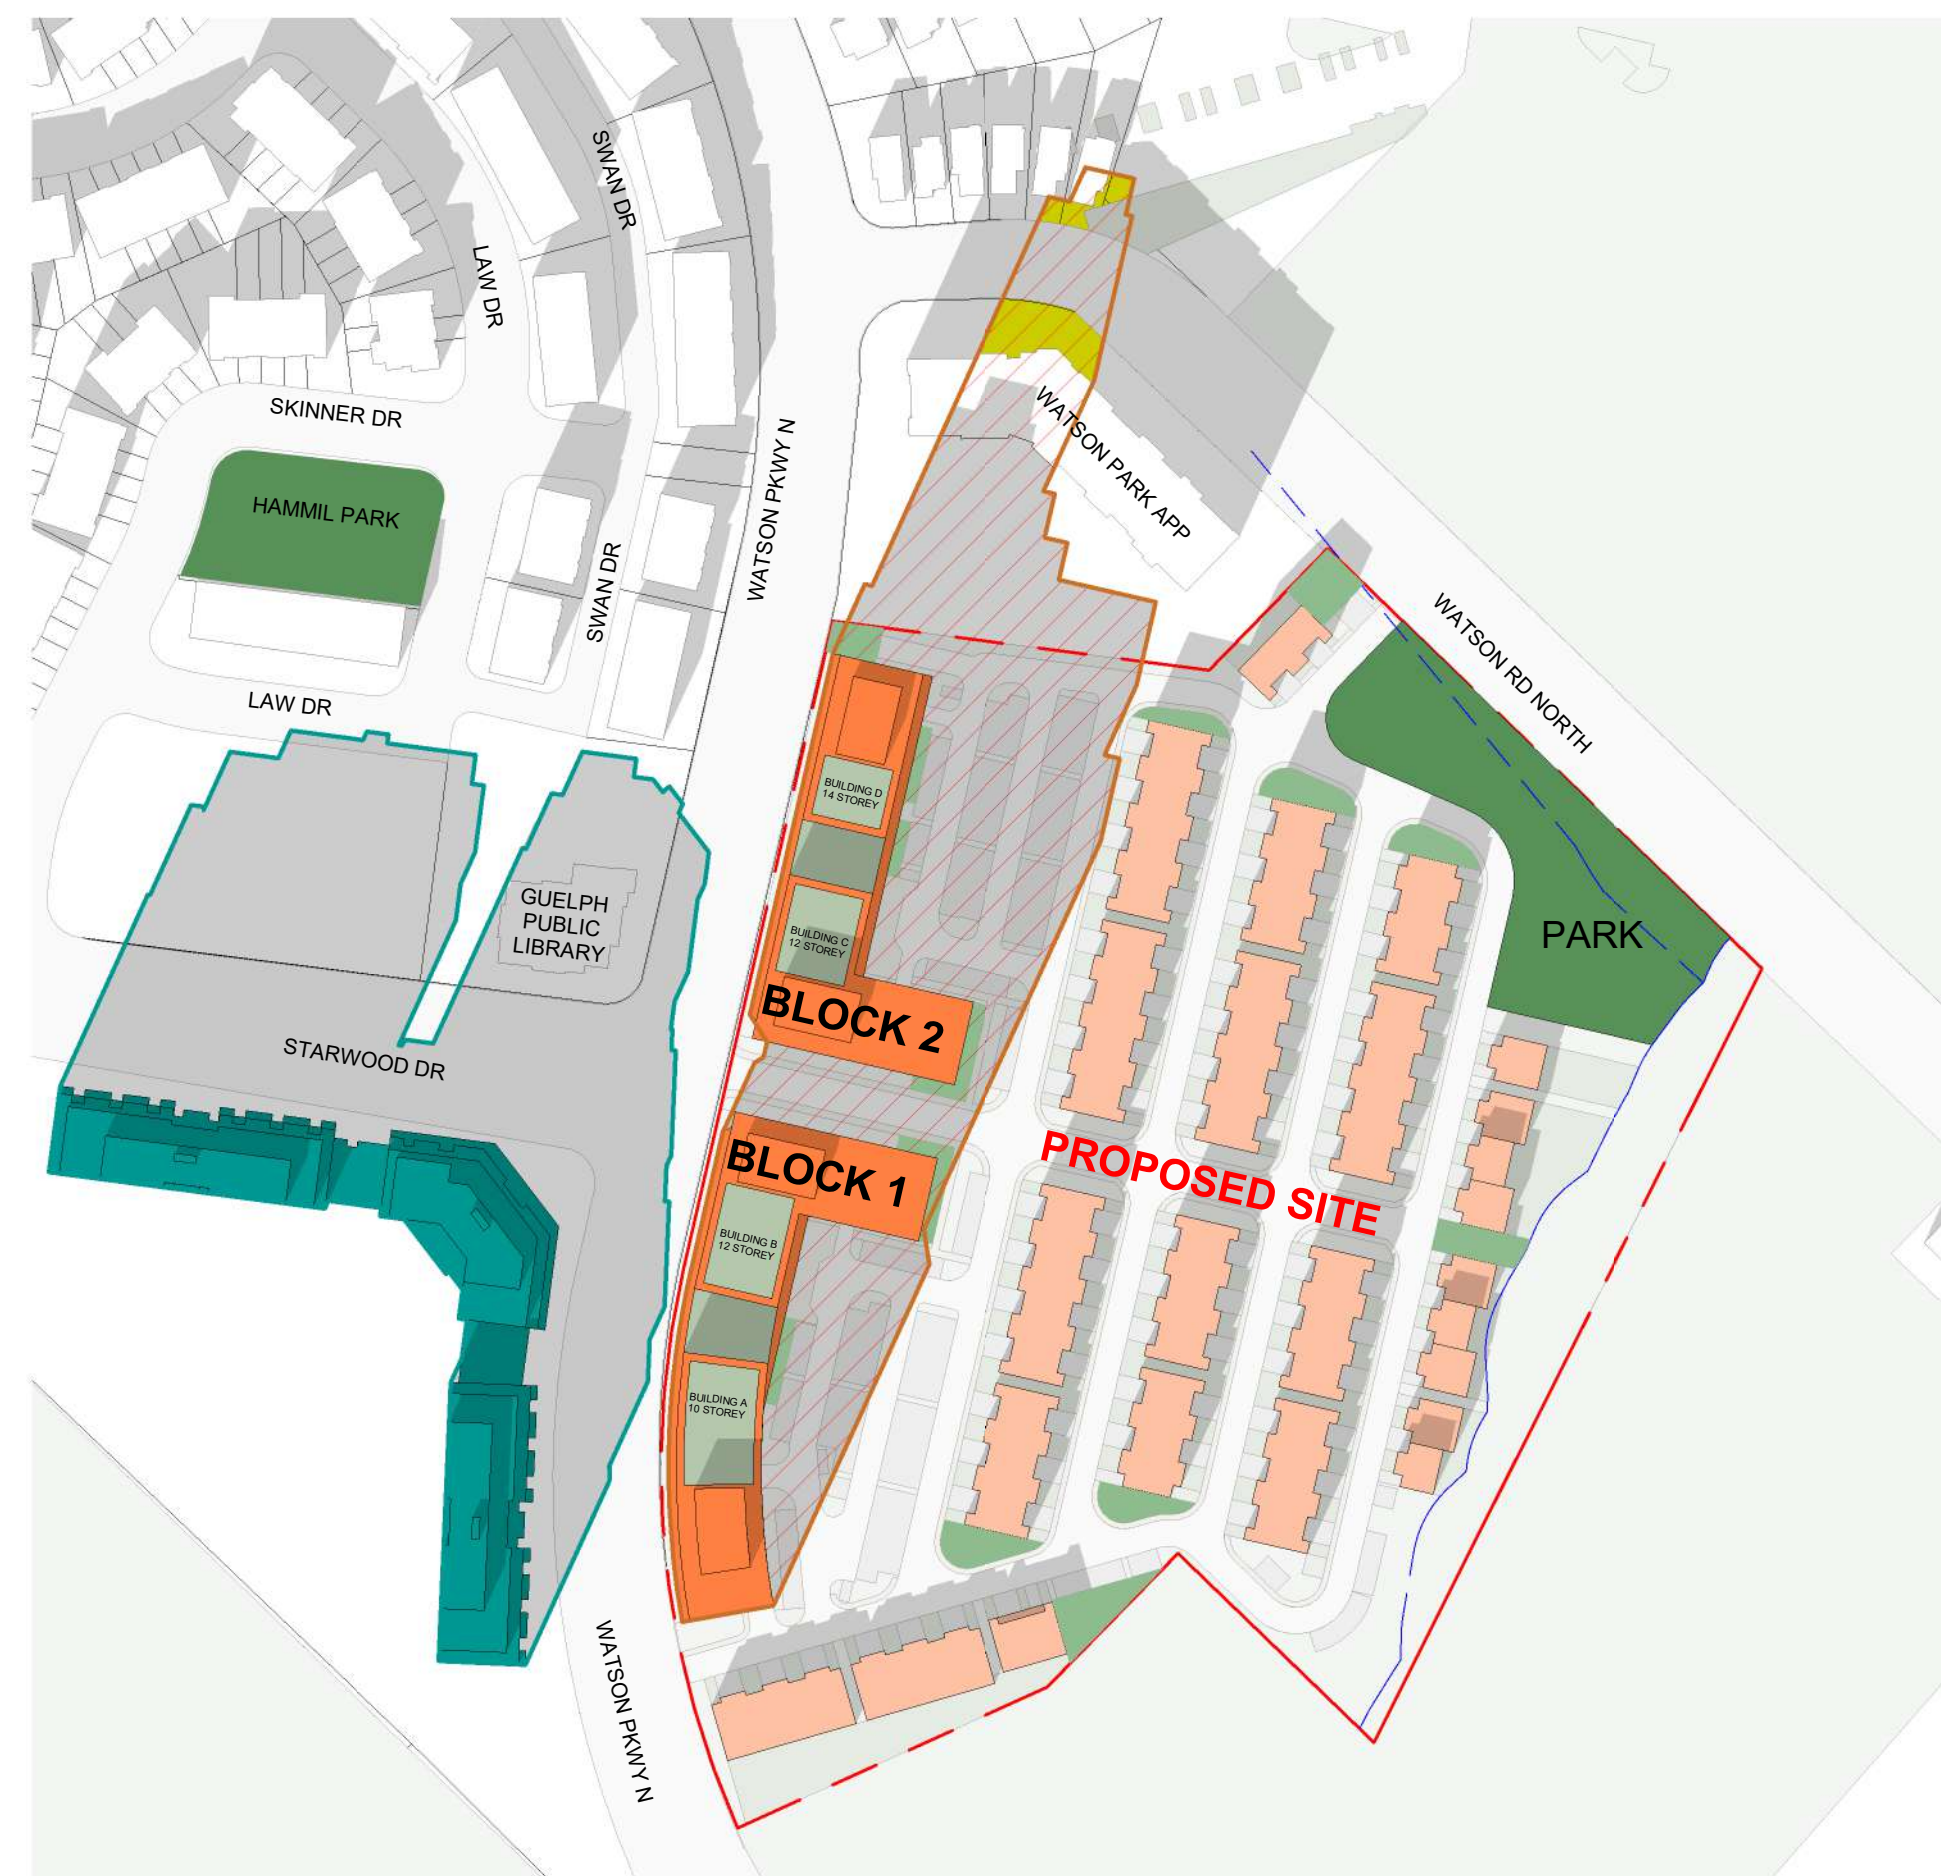 SWAN DR
LAW DR
SKINNER DR
HAMMIL PARK
WATSON PKWY N
WATSON PARK APP
SWAN DR
WATSON RD NORTH
LAW DR
BUILDING D
14 STOREY
GUELPH
PUBLIC
LIBRARY
BUILDING C
12 STOREY
PARK
BLOCK 2
STARWOOD DR
BLOCK 1
PROPOSED SITE
BUILDING B
12 STOREY
BUILDING A
10 STOREY
WATSON PKWY N